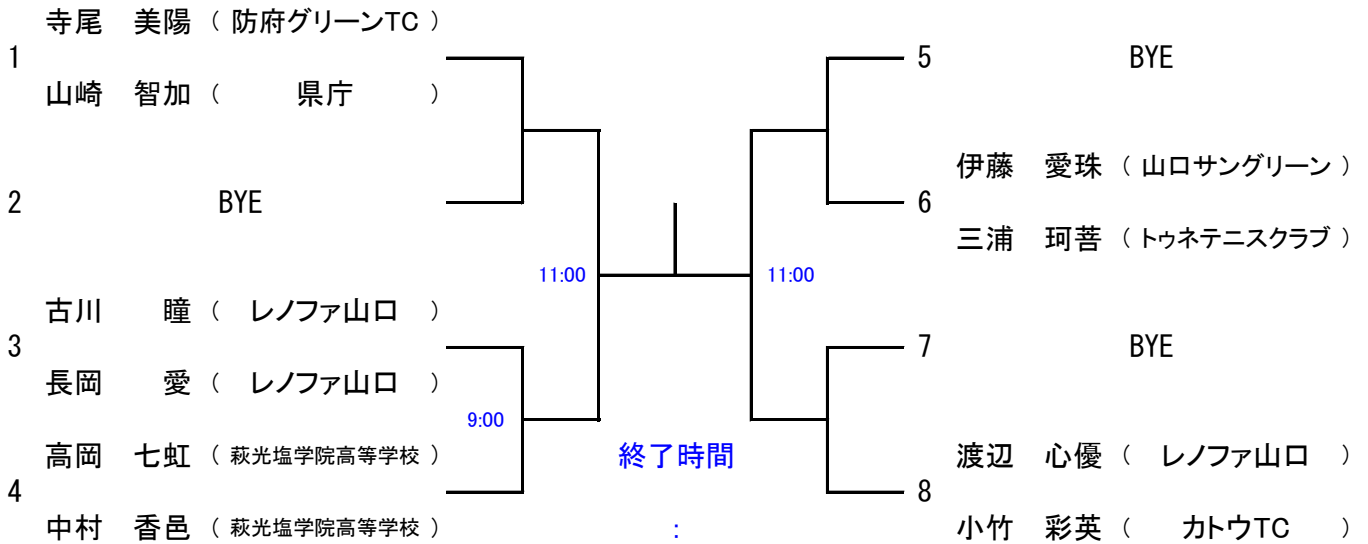 寺尾　美陽（ 防府グリーンTC ）
1
山崎　智加（ 県庁 ）
2 BYE
11:00
古川　瞳（ レノファ山口 ）
3
長岡　愛（ レノファ山口 ）
9:00
高岡　七虹（ 萩光塩学院高等学校 ）
4
中村　香邑（ 萩光塩学院高等学校 ）
終了時間
:
5 BYE
伊藤　愛珠（ 山口サングリーン ）
6
三浦　珂菩（ トゥネテニスクラブ ）
11:00
7 BYE
渡辺　心優（ レノファ山口 ）
8
小竹　彩英（ カトウTC ）